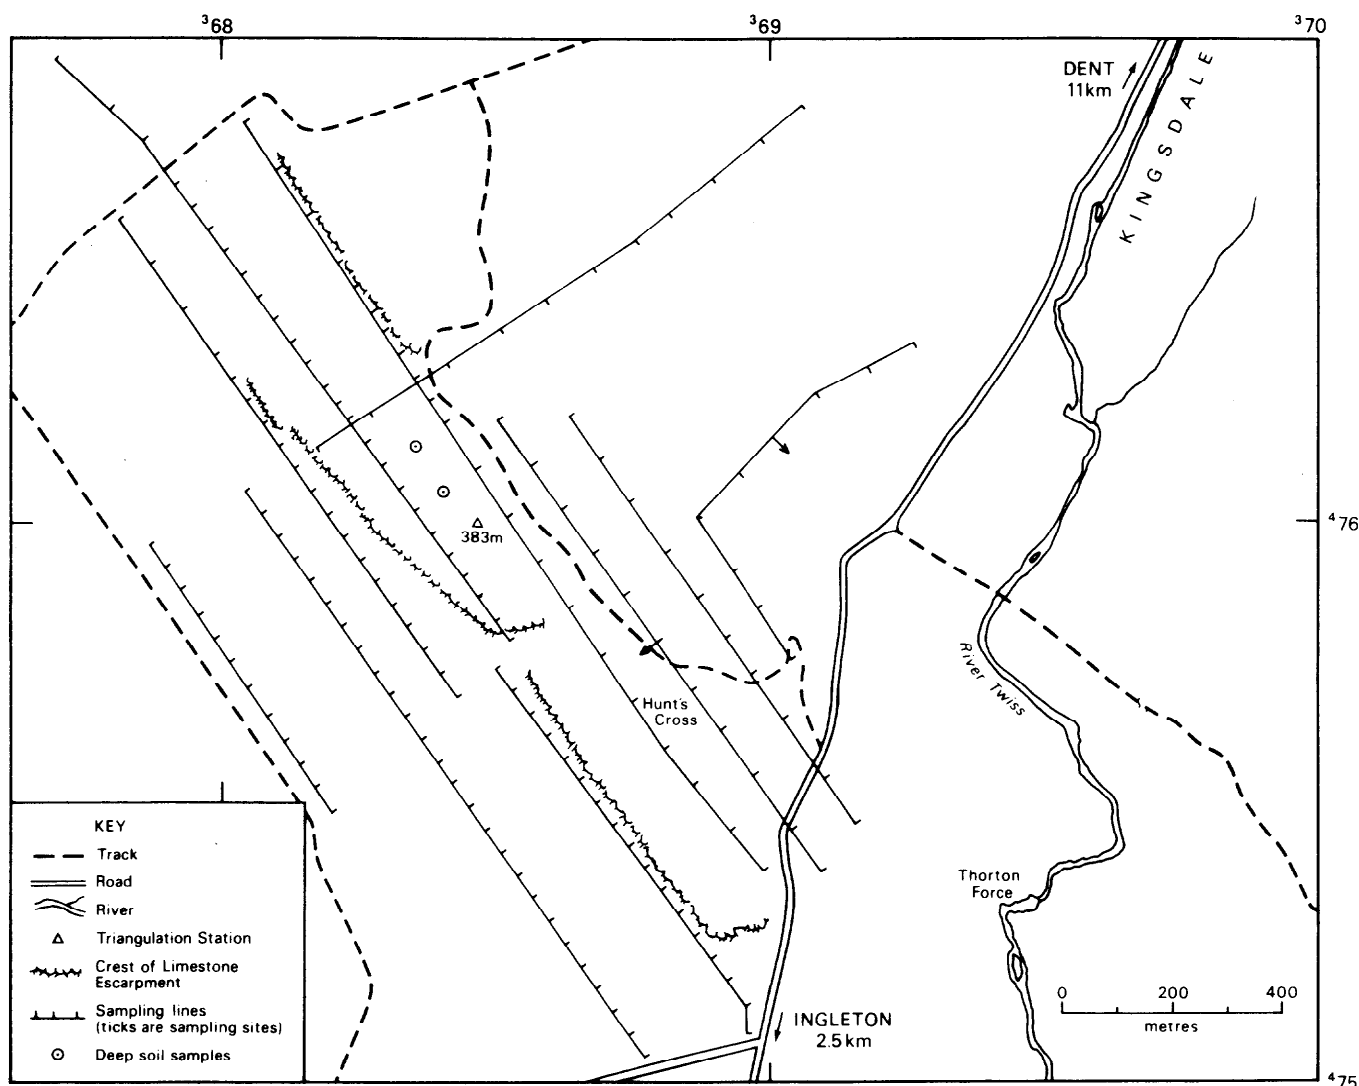 ³68
³69
³70
DENT
11km
KINGSDALE
⁴76
383m
River Twiss
Hunt's
Cross
KEY
Track
Road
River
Triangulation Station
Crest of Limestone
Escarpment
Sampling lines
(ticks are sampling sites)
Deep soil samples
Thorton
Force
0 200 400
metres
INGLETON
2.5km
⁴75